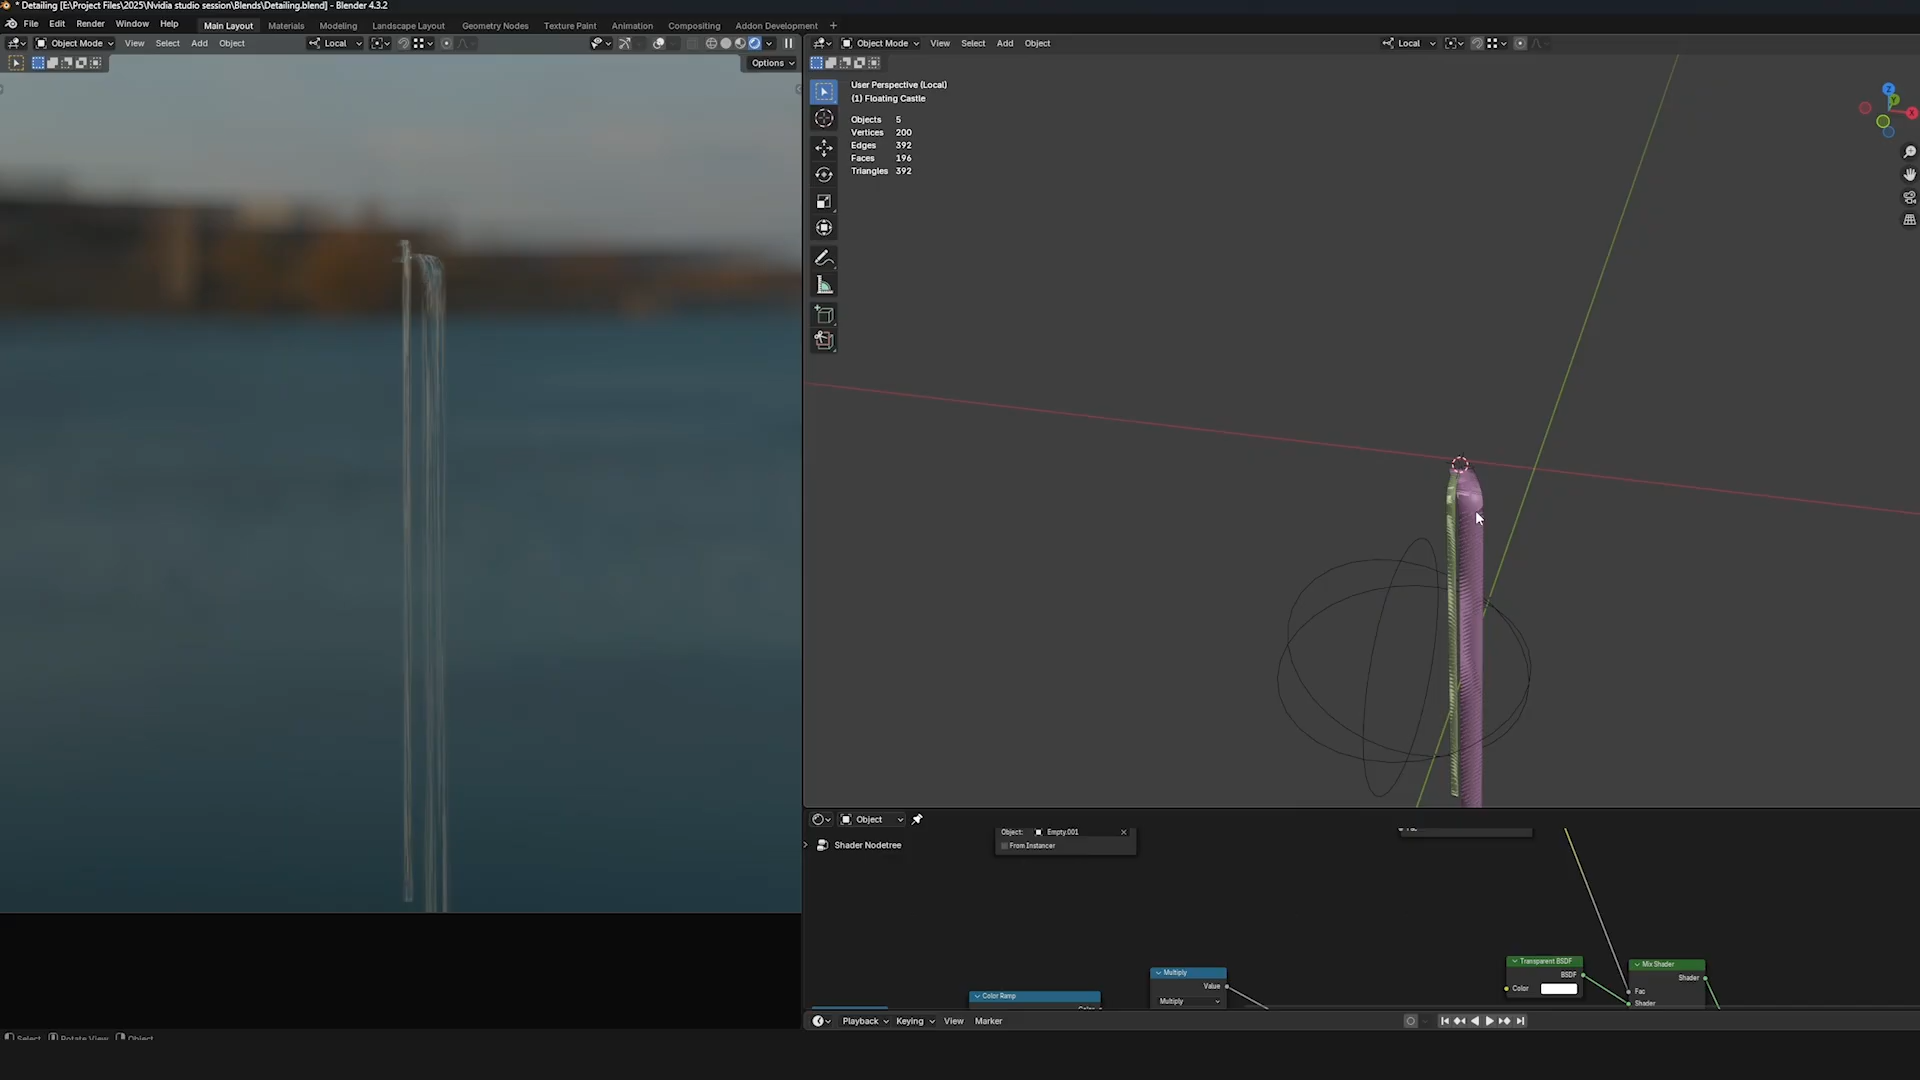 * Detailing [E:\Project Files\2025\Nvidia studio session\Blends\Detailing.blend] - Blender 4.3.2
File Edit Render Window Help Main Layout Materials Modeling Landscape Layout Geometry Nodes Texture Paint Animation Compositing Addon Development +
Object Mode View Select Add Object Local
Object Mode View Select Add Object Local
Options
User Perspective (Local)
(1) Floating Castle
Objects 5
Vertices 200
Edges 392
Faces 196
Triangles 392
Z
Y
X
Object
Object: Empty.001
From Instancer
Shader Nodetree
Transparent BSDF
BSDF
Color
Mix Shader
Shader
Fac
Shader
Multiply
Value
Multiply
Color Ramp
Playback Keying View Marker
Select Rotate View Object